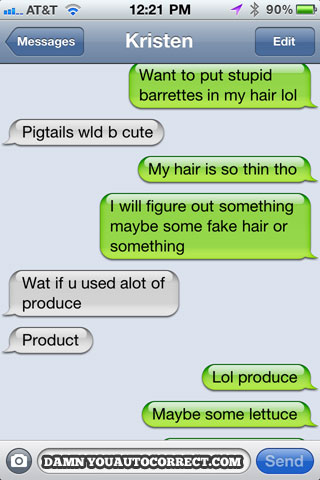 AT&T 12:21 PM 90%
Messages Kristen Edit
Want to put stupid
barrettes in my hair lol
Pigtails wld b cute
My hair is so thin tho
I will figure out something
maybe some fake hair or
something
Wat if u used alot of
produce
Product
Lol produce
Maybe some lettuce
DAMNYOUAUTOCORRECT.COM Send